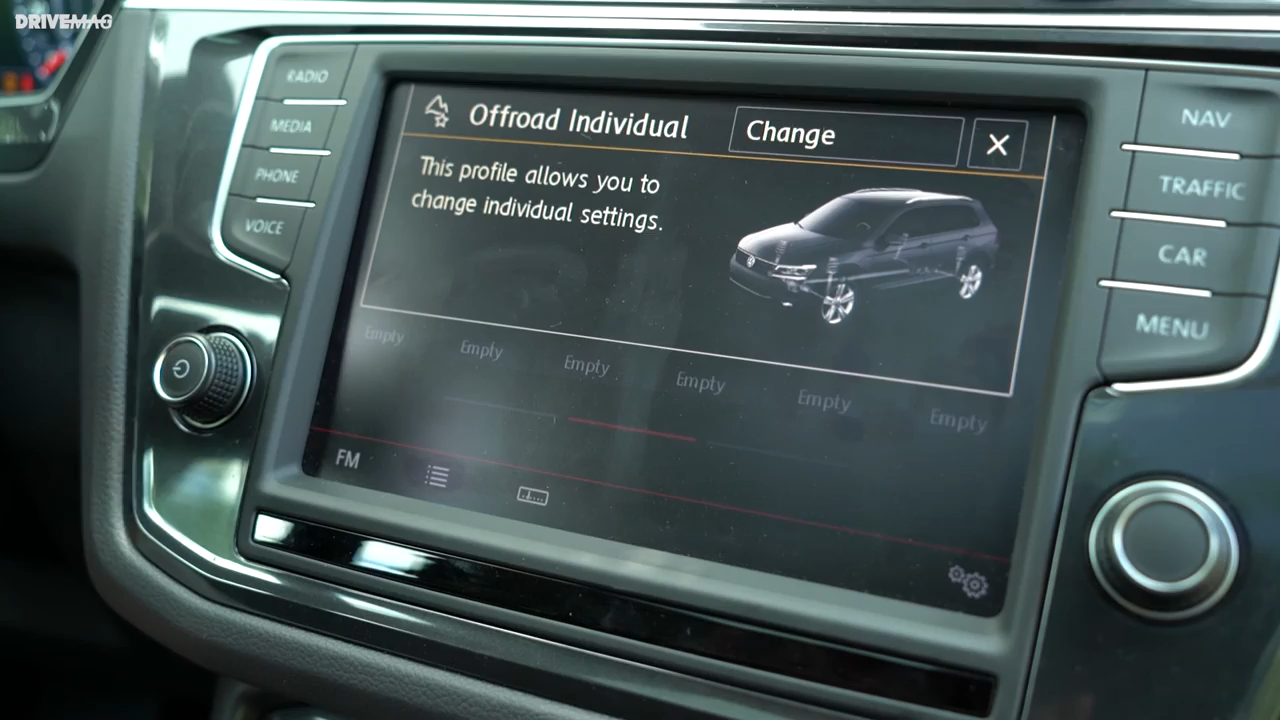 DRIVEMAG
RADIO
MEDIA
PHONE
VOICE
Offroad Individual
Change
This profile allows you to
change individual settings.
Empty
Empty
Empty
Empty
Empty
Empty
FM
NAV
TRAFFIC
CAR
MENU